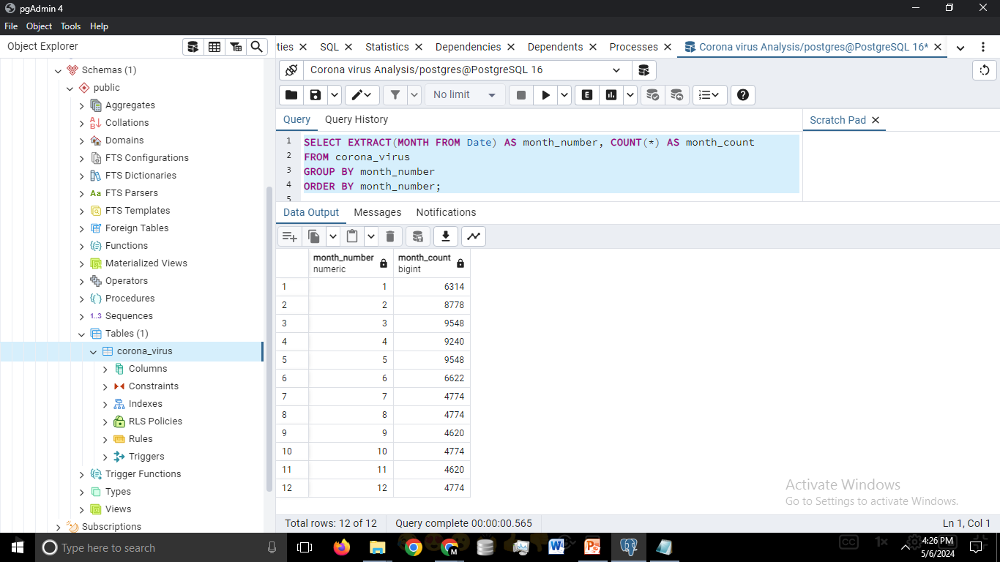 pgAdmin 4
File Object Tools Help
Object Explorer
ties SQL Statistics Dependencies Dependents Processes Corona virus Analysis/postgres@PostgreSQL 16*
Schemas (1)
public
Aggregates
Collations
Domains
FTS Configurations
FTS Dictionaries
FTS Parsers
FTS Templates
Foreign Tables
Functions
Materialized Views
Operators
Procedures
1..3 Sequences
Tables (1)
corona_virus
Columns
Constraints
Indexes
RLS Policies
Rules
Triggers
Trigger Functions
Types
Views
Subscriptions
Corona virus Analysis/postgres@PostgreSQL 16
No limit
Query Query History
Scratch Pad
1 SELECT EXTRACT(MONTH FROM Date) AS month_number, COUNT(*) AS month_count
2 FROM corona_virus
3 GROUP BY month_number
4 ORDER BY month_number;
5
Data Output Messages Notifications
month_number month_count
numeric bigint
1 1 6314
2 2 8778
3 3 9548
4 4 9240
5 5 9548
6 6 6622
7 7 4774
8 8 4774
9 9 4620
10 10 4774
11 11 4620
12 12 4774
Activate Windows
Go to Settings to activate Windows.
Total rows: 12 of 12 Query complete 00:00:00.565 Ln 1, Col 1
Type here to search
4:26 PM
5/6/2024